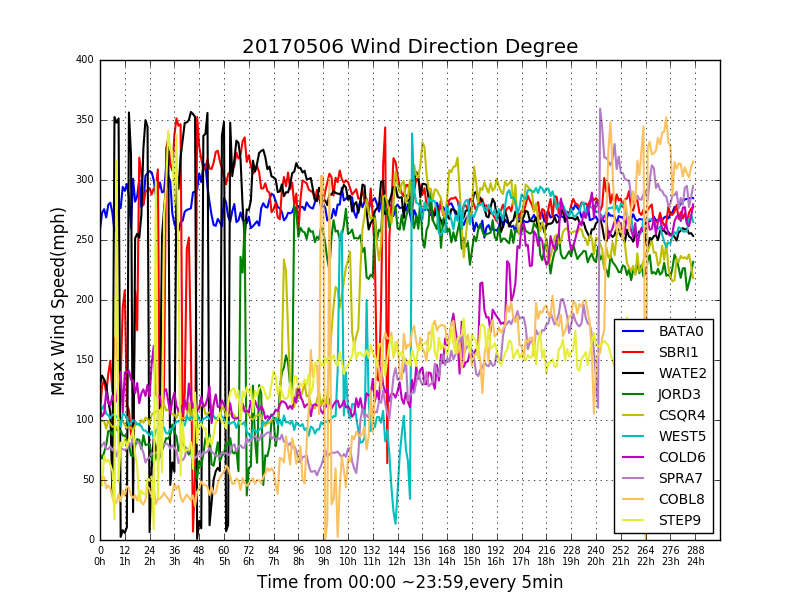 20170506 Wind Direction Degree
Max Wind Speed(mph)
400
350
300
250
200
150
100
50
0
BATA0
SBRI1
WATE2
JORD3
CSQR4
WEST5
COLD6
SPRA7
COBL8
STEP9
0 12 24 36 48 60 72 84 96 108 120 132 144 156 168 180 192 204 216 228 240 252 264 276 288
0h 1h 2h 3h 4h 5h 6h 7h 8h 9h 10h 11h 12h 13h 14h 15h 16h 17h 18h 19h 20h 21h 22h 23h 24h
Time from 00:00 ~23:59,every 5min